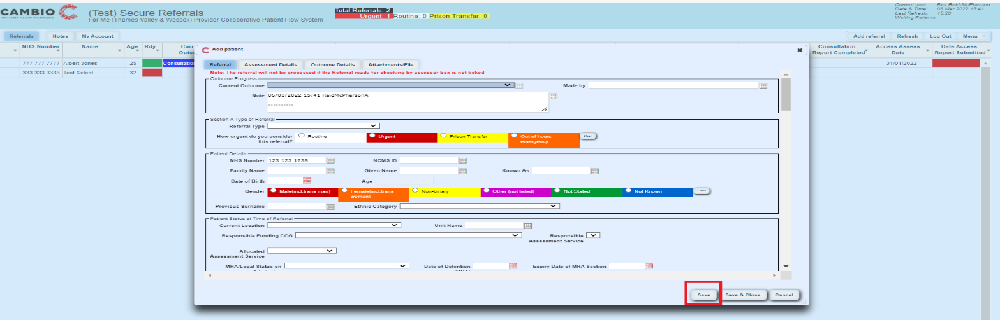 CAMBIO
PATIENT FLOW MANAGER
(Test) Secure Referrals
For Me (Thames Valley & Wessex) Provider Collaborative Patient Flow System
Total Referrals: 2
Urgent: 1 Routine: 0 Prison Transfer: 0
Current user Bev Reid-McPherson
Date & Time: 06 Mar 2022 15:41
Last Refresh: 15:20
Waiting Patients:
Referrals Notes My Account
Add referral Refresh Log Out Menu
NHS Number Name Age Rdy Curr
Outco
Consultation
Report Completed
Access Assess
Date
Date Access
Report Submitted
777 777 7777 Albert Jones 25 Consultation 31/01/2022
333 333 3333 Test Xxtest 32
Add patient
Referral Assessment Details Outcome Details Attachments/File
Note: The referral will not be processed if the Referral ready for checking by assessor box is not ticked
Outcome Progress
Current Outcome Made by
Note 06/03/2022 15:41 ReidMcPhersonA
----------
Section A Type of Referral
Referral Type
How urgent do you consider
this referral?
Routine Urgent Prison Transfer Out of hours
emergency
Clear
Patient Details
NHS Number 123 123 1238 NCMS ID
Family Name Given Name Known As
Date of Birth Age
Gender Male(incl.trans man) Female(incl.trans
woman)
Non-binary Other (not listed) Not Stated Not Known Clear
Previous Surname Ethnic Category
Patient Status at Time of Referral
Current Location Unit Name
Responsible Funding CCG Responsible
Assessment Service
Allocated
Assessment Service
MHA/Legal Status on Date of Detention Expiry Date of MHA Section
Save Save & Close Cancel